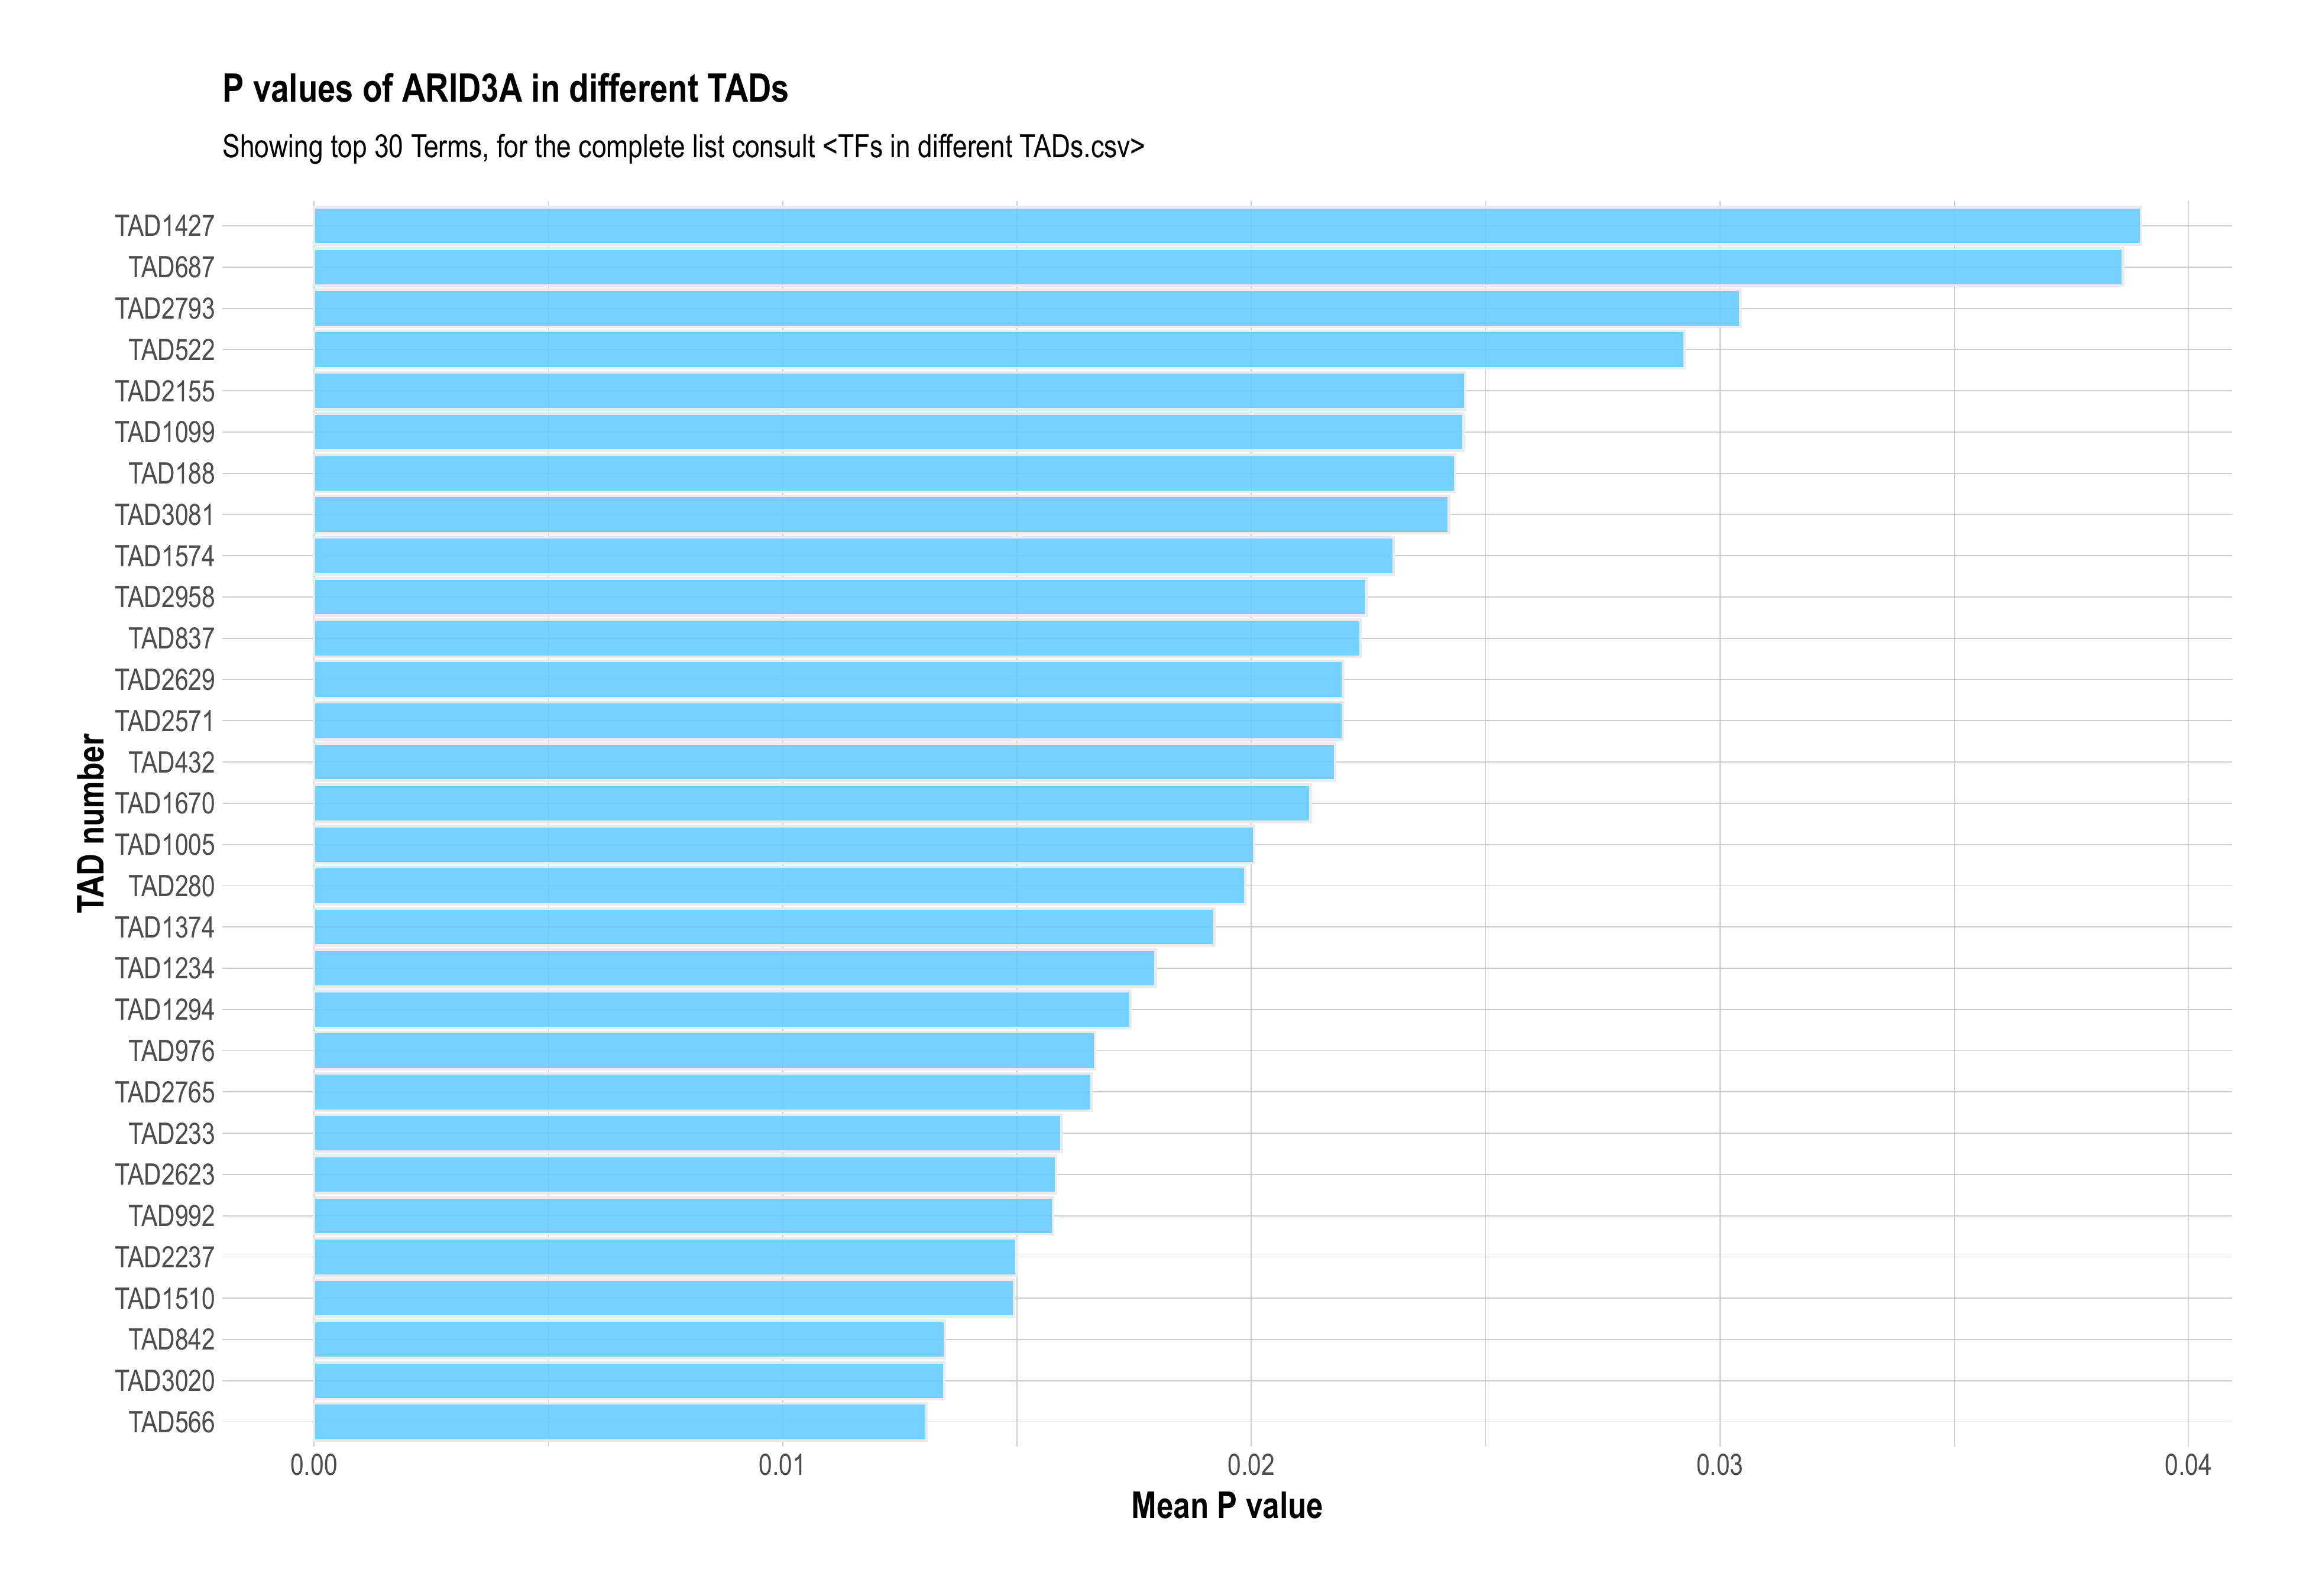 P values of ARID3A in different TADs
Showing top 30 Terms, for the complete list consult <TFs in different TADs.csv>
TAD number
TAD1427
TAD687
TAD2793
TAD522
TAD2155
TAD1099
TAD188
TAD3081
TAD1574
TAD2958
TAD837
TAD2629
TAD2571
TAD432
TAD1670
TAD1005
TAD280
TAD1374
TAD1234
TAD1294
TAD976
TAD2765
TAD233
TAD2623
TAD992
TAD2237
TAD1510
TAD842
TAD3020
TAD566
0.00 0.01 0.02 0.03 0.04
Mean P value